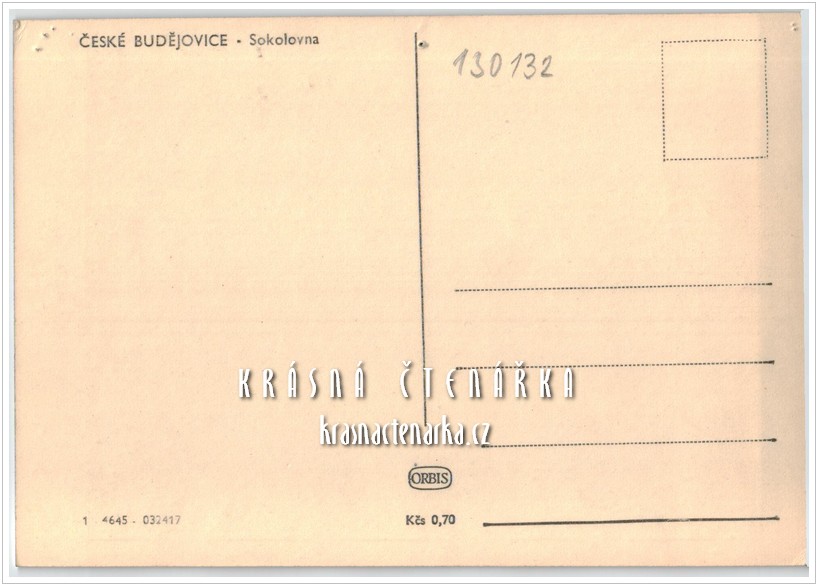 ČESKÉ BUDĚJOVICE - Sokolovna
130132
KRÁSNÁ ČTENÁŘKA
krasnactenarka.cz
ORBIS
1 4645 - 032417
Kčs 0,70